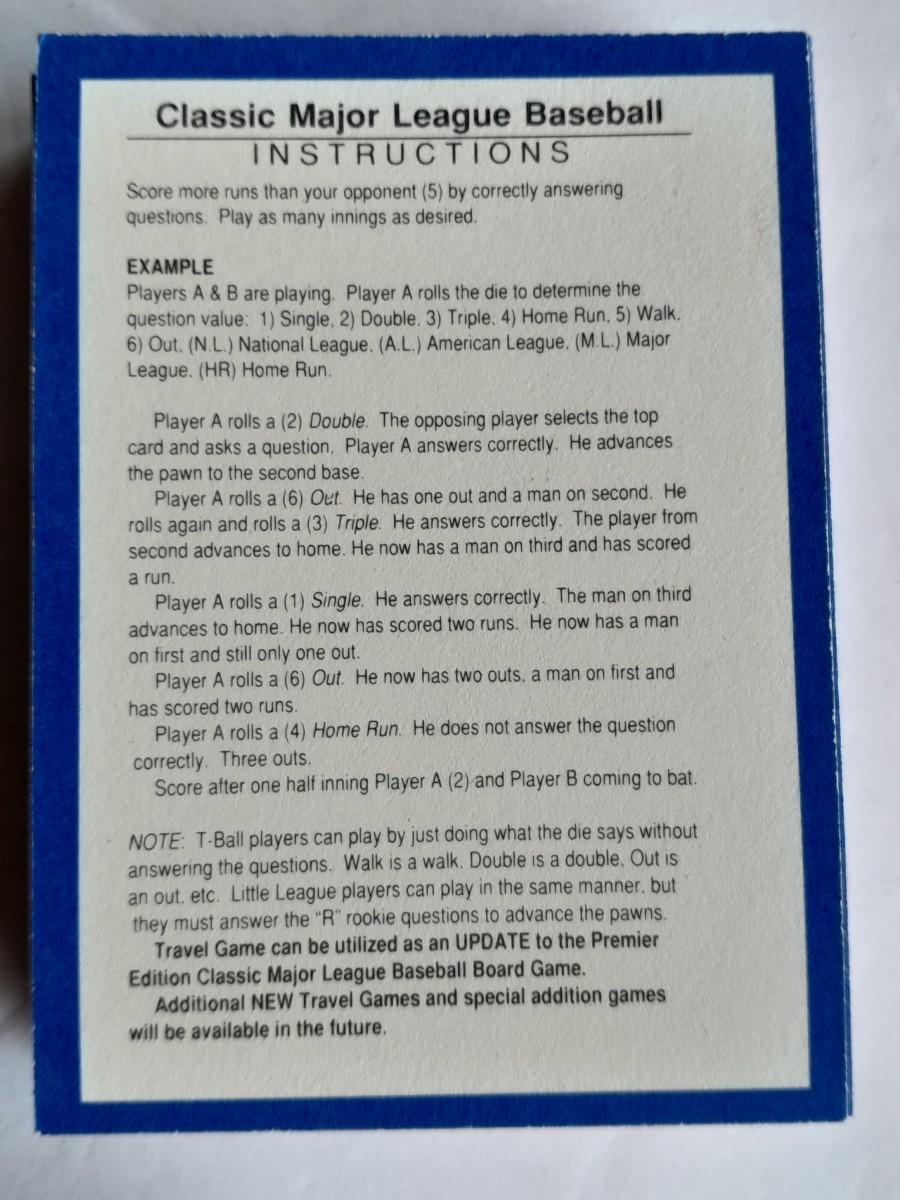 Classic Major League Baseball
INSTRUCTIONS
Score more runs than your opponent (5) by correctly answering
questions. Play as many innings as desired.
EXAMPLE
Players A & B are playing. Player A rolls the die to determine the
question value: 1) Single, 2) Double, 3) Triple, 4) Home Run, 5) Walk,
6) Out, (N.L.) National League, (A.L.) American League, (M.L.) Major
League, (HR) Home Run.
Player A rolls a (2) Double. The opposing player selects the top
card and asks a question. Player A answers correctly. He advances
the pawn to the second base.
Player A rolls a (6) Out. He has one out and a man on second. He
rolls again and rolls a (3) Triple. He answers correctly. The player from
second advances to home. He now has a man on third and has scored
a run.
Player A rolls a (1) Single. He answers correctly. The man on third
advances to home. He now has scored two runs. He now has a man
on first and still only one out.
Player A rolls a (6) Out. He now has two outs, a man on first and
has scored two runs.
Player A rolls a (4) Home Run. He does not answer the question
correctly. Three outs.
Score after one half inning Player A (2) and Player B coming to bat.
NOTE: T-Ball players can play by just doing what the die says without
answering the questions. Walk is a walk, Double is a double, Out is
an out, etc. Little League players can play in the same manner, but
they must answer the "R" rookie questions to advance the pawns.
Travel Game can be utilized as an UPDATE to the Premier
Edition Classic Major League Baseball Board Game.
Additional NEW Travel Games and special addition games
will be available in the future.